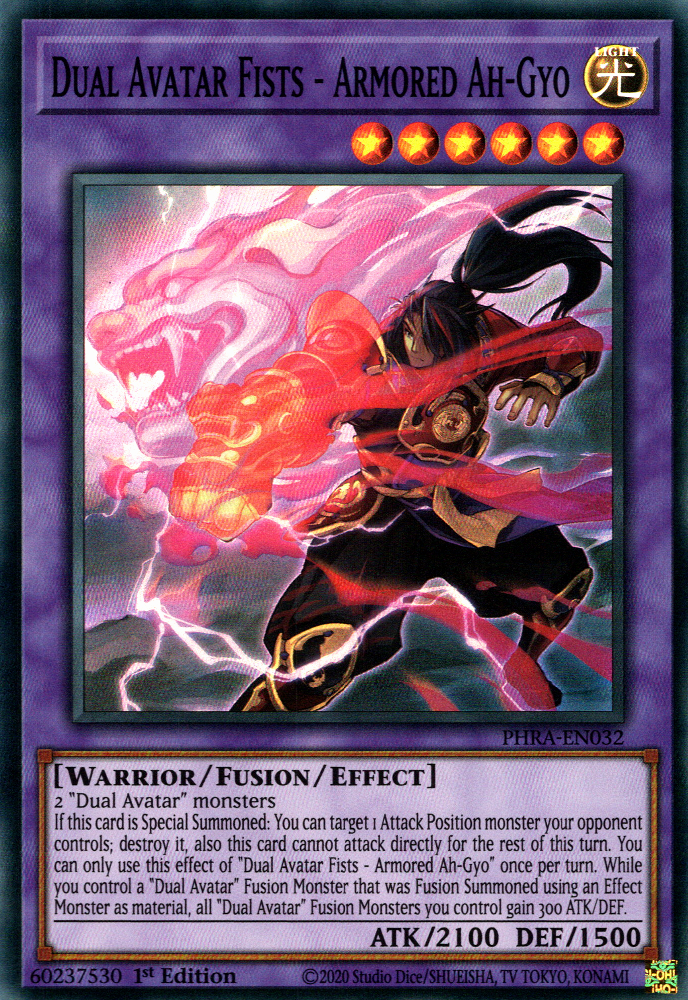 Dual Avatar Fists - Armored Ah-Gyo
LIGHT
光
PHRA-EN032
[Warrior/Fusion/Effect]
2 "Dual Avatar" monsters
If this card is Special Summoned: You can target 1 Attack Position monster your opponent
controls; destroy it, also this card cannot attack directly for the rest of this turn. You
can only use this effect of "Dual Avatar Fists - Armored Ah-Gyo" once per turn. While
you control a "Dual Avatar" Fusion Monster that was Fusion Summoned using an Effect
Monster as material, all "Dual Avatar" Fusion Monsters you control gain 300 ATK/DEF.
ATK/2100 DEF/1500
60237530 1st Edition ©2020 Studio Dice/SHUEISHA, TV TOKYO, KONAMI